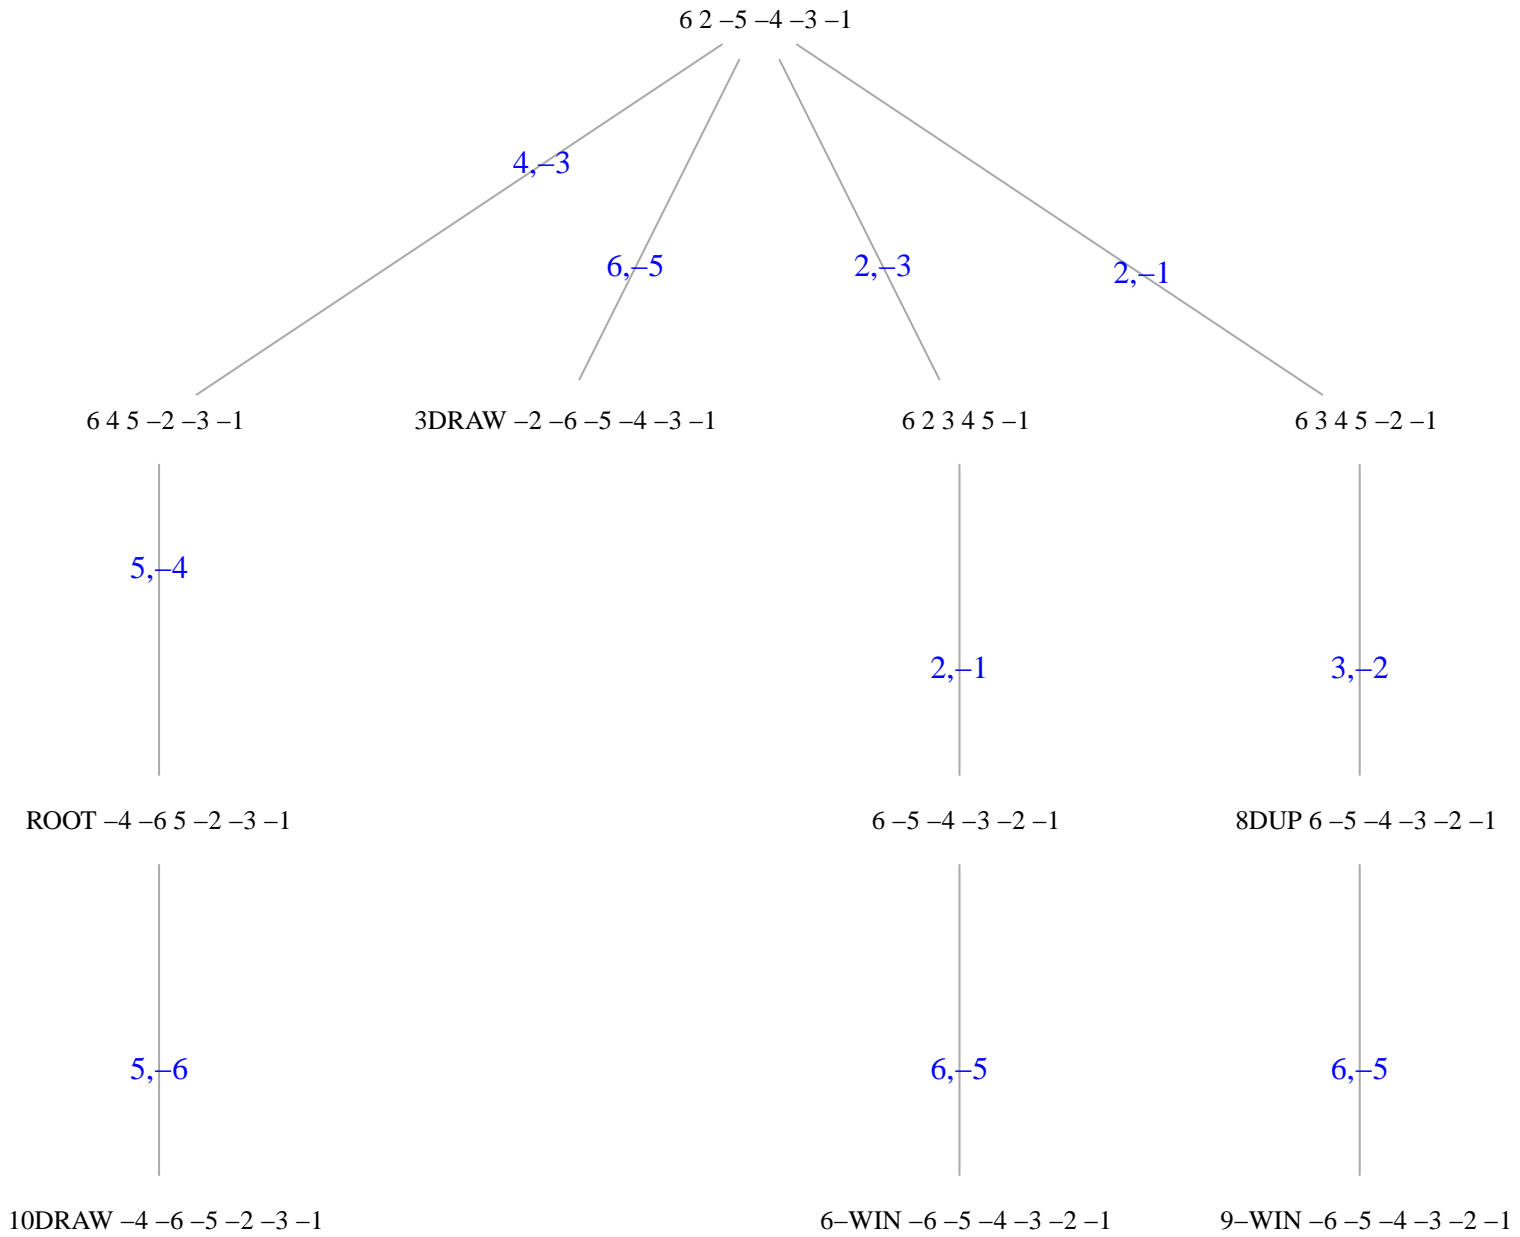 6 2 –5 –4 –3 –1
4,–3
6,–5
2,–3
2,–1
6 4 5 –2 –3 –1
3DRAW –2 –6 –5 –4 –3 –1
6 2 3 4 5 –1
6 3 4 5 –2 –1
5,–4
2,–1
3,–2
ROOT –4 –6 5 –2 –3 –1
6 –5 –4 –3 –2 –1
8DUP 6 –5 –4 –3 –2 –1
5,–6
6,–5
6,–5
10DRAW –4 –6 –5 –2 –3 –1
6–WIN –6 –5 –4 –3 –2 –1
9–WIN –6 –5 –4 –3 –2 –1